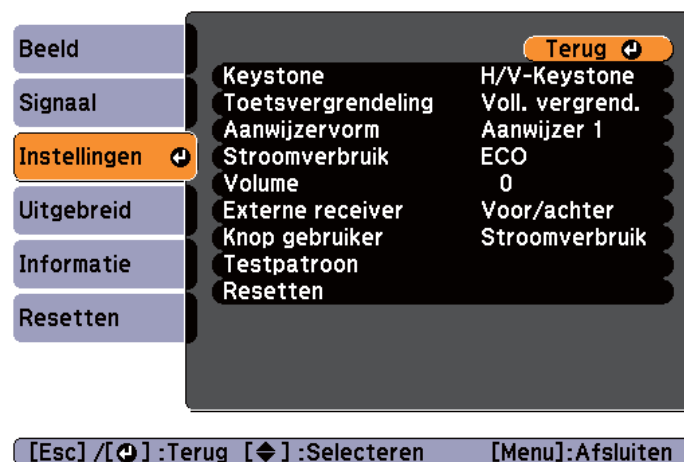 Beeld
Signaal
Instellingen
Uitgebreid
Informatie
Resetten
Terug
Keystone H/V-Keystone
Toetsvergrendeling Voll. vergrend.
Aanwijzervorm Aanwijzer 1
Stroomverbruik ECO
Volume 0
Externe receiver Voor/achter
Knop gebruiker Stroomverbruik
Testpatroon
Resetten
[Esc] /[⏎] :Terug [◆] :Selecteren [Menu]:Afsluiten